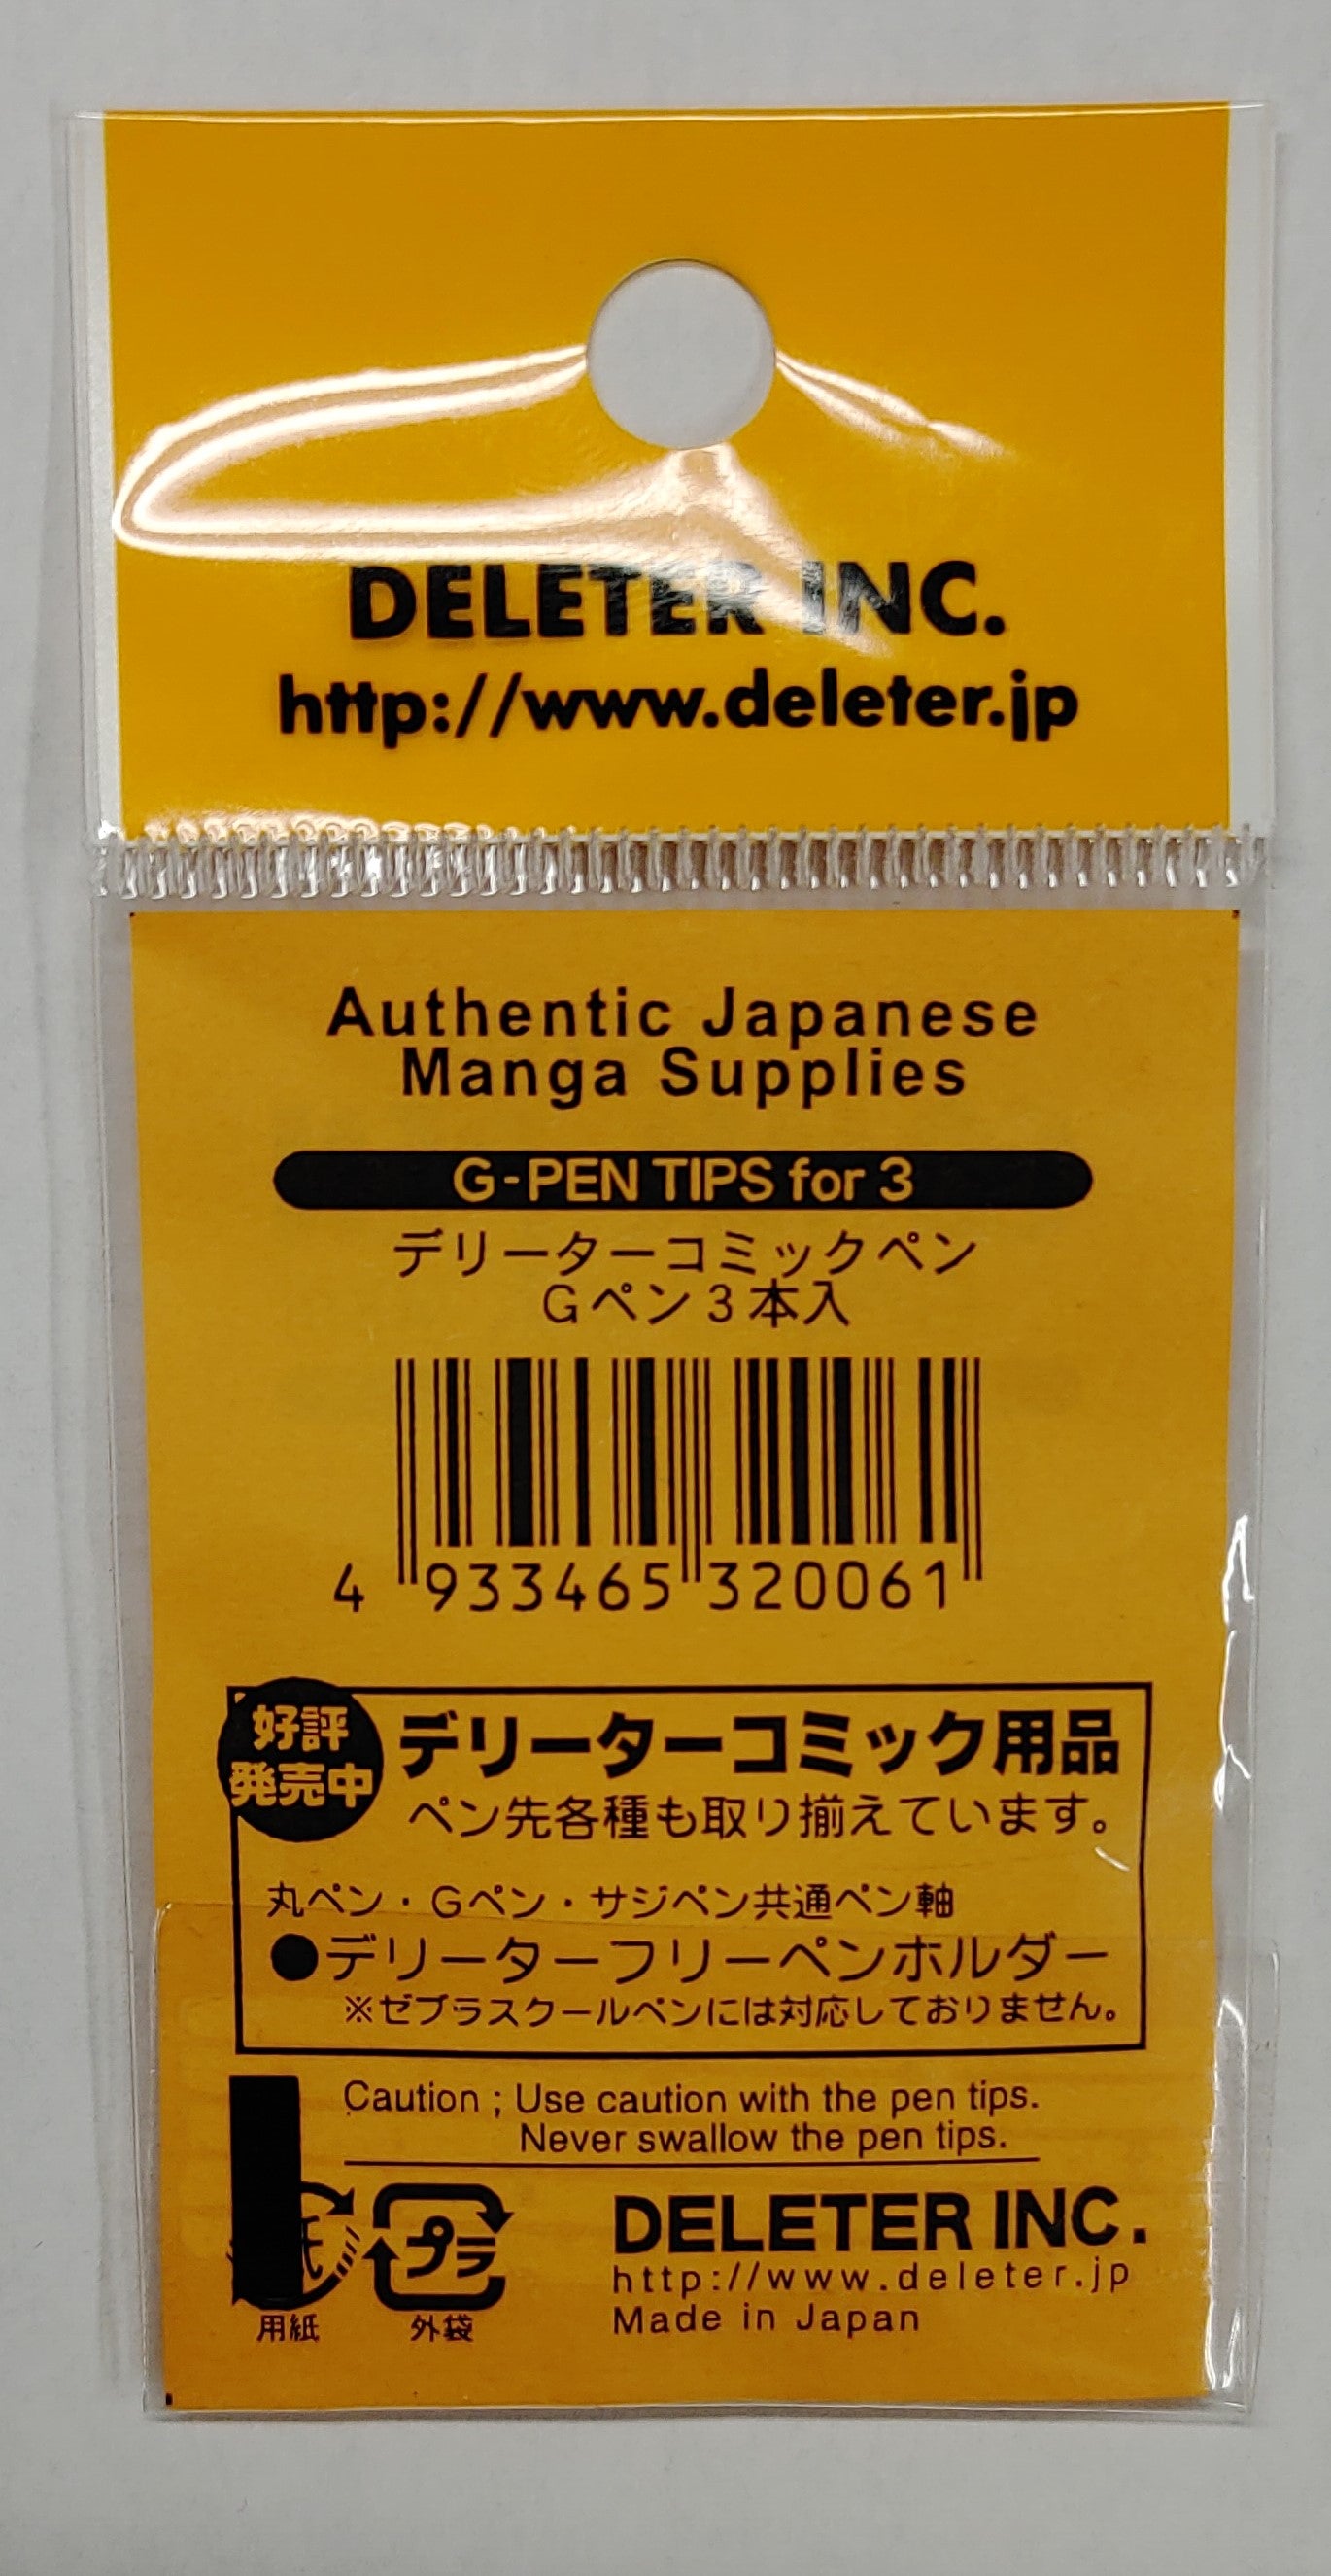 DELETER INC.
http://www.deleter.jp
Authentic Japanese
Manga Supplies
G-PEN TIPS for 3
デリーターコミックペン
Gペン3本入
4 933465 320061
好評
発売中
デリーターコミック用品
ペン先各種も取り揃えています。
丸ペン・Gペン・サジペン共通ペン軸
●デリーターフリーペンホルダー
※ゼブラスクールペンには対応しておりません。
Caution ; Use caution with the pen tips.
Never swallow the pen tips.
プラ
用紙
外袋
DELETER INC.
http://www.deleter.jp
Made in Japan